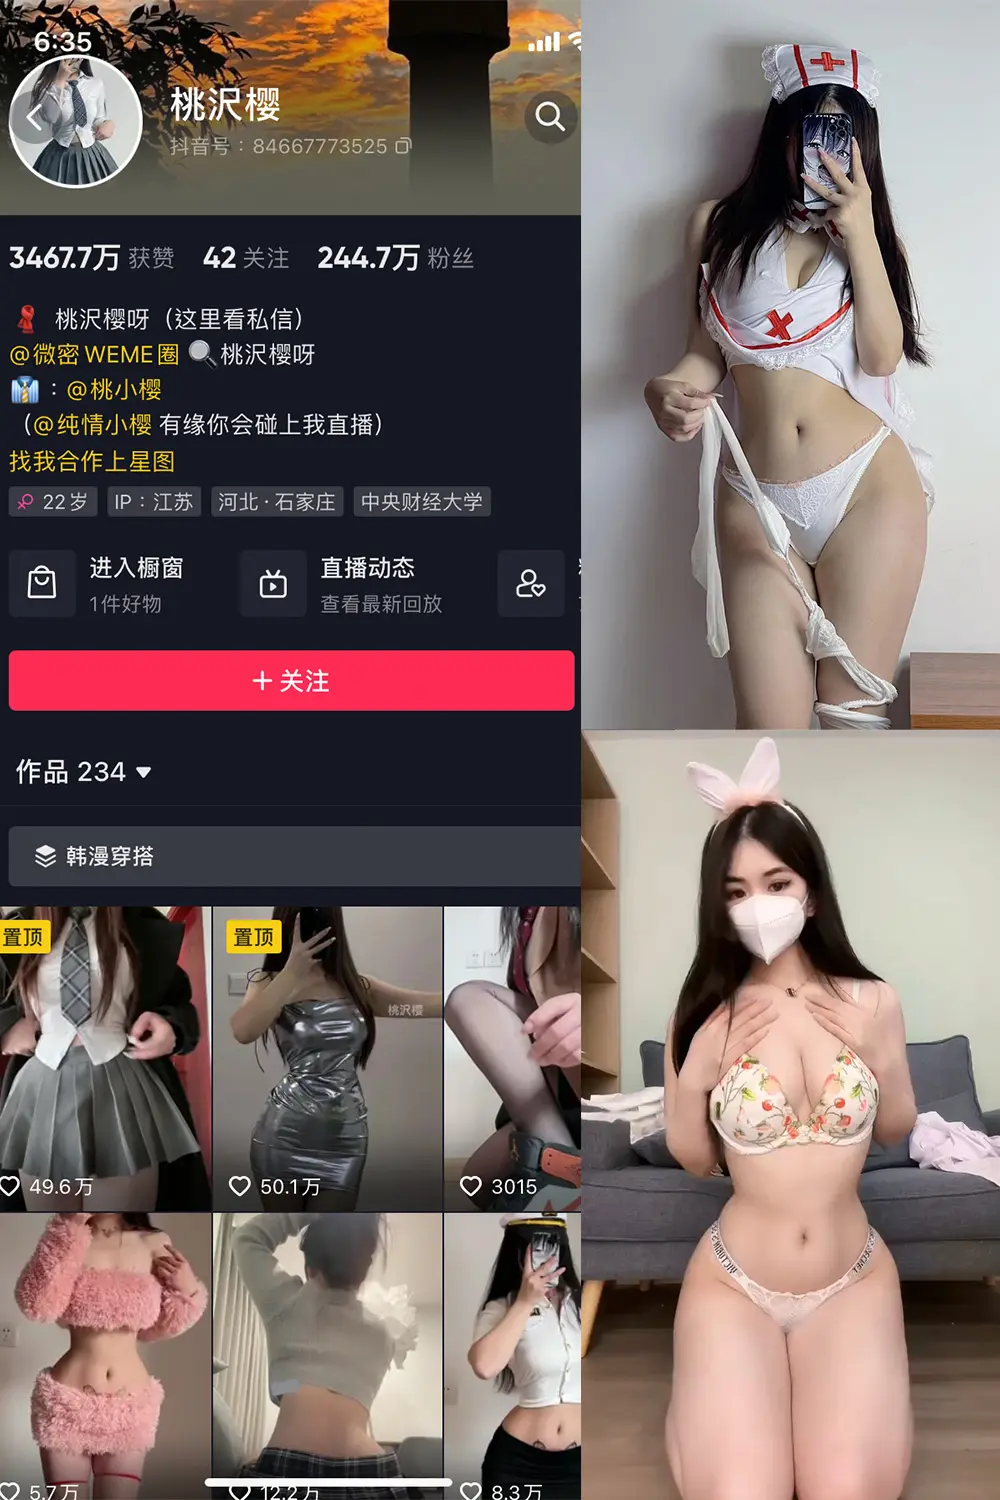 6:35
桃沢樱
抖音号：84667773525
3467.7万 获赞 42 关注 244.7万 粉丝
桃沢樱呀（这里看私信）
@微密WEME圈 🔍桃沢樱呀
👔：@桃小樱
（@纯情小樱 有缘你会碰上我直播）
找我合作上星图
22岁 IP：江苏 河北·石家庄 中央财经大学
进入橱窗 直播动态
1件好物 查看最新回放
＋关注
作品 234
韩漫穿搭
置顶 置顶
桃沢樱
49.6万 50.1万 3015
5.7万 12.2万 8.3万